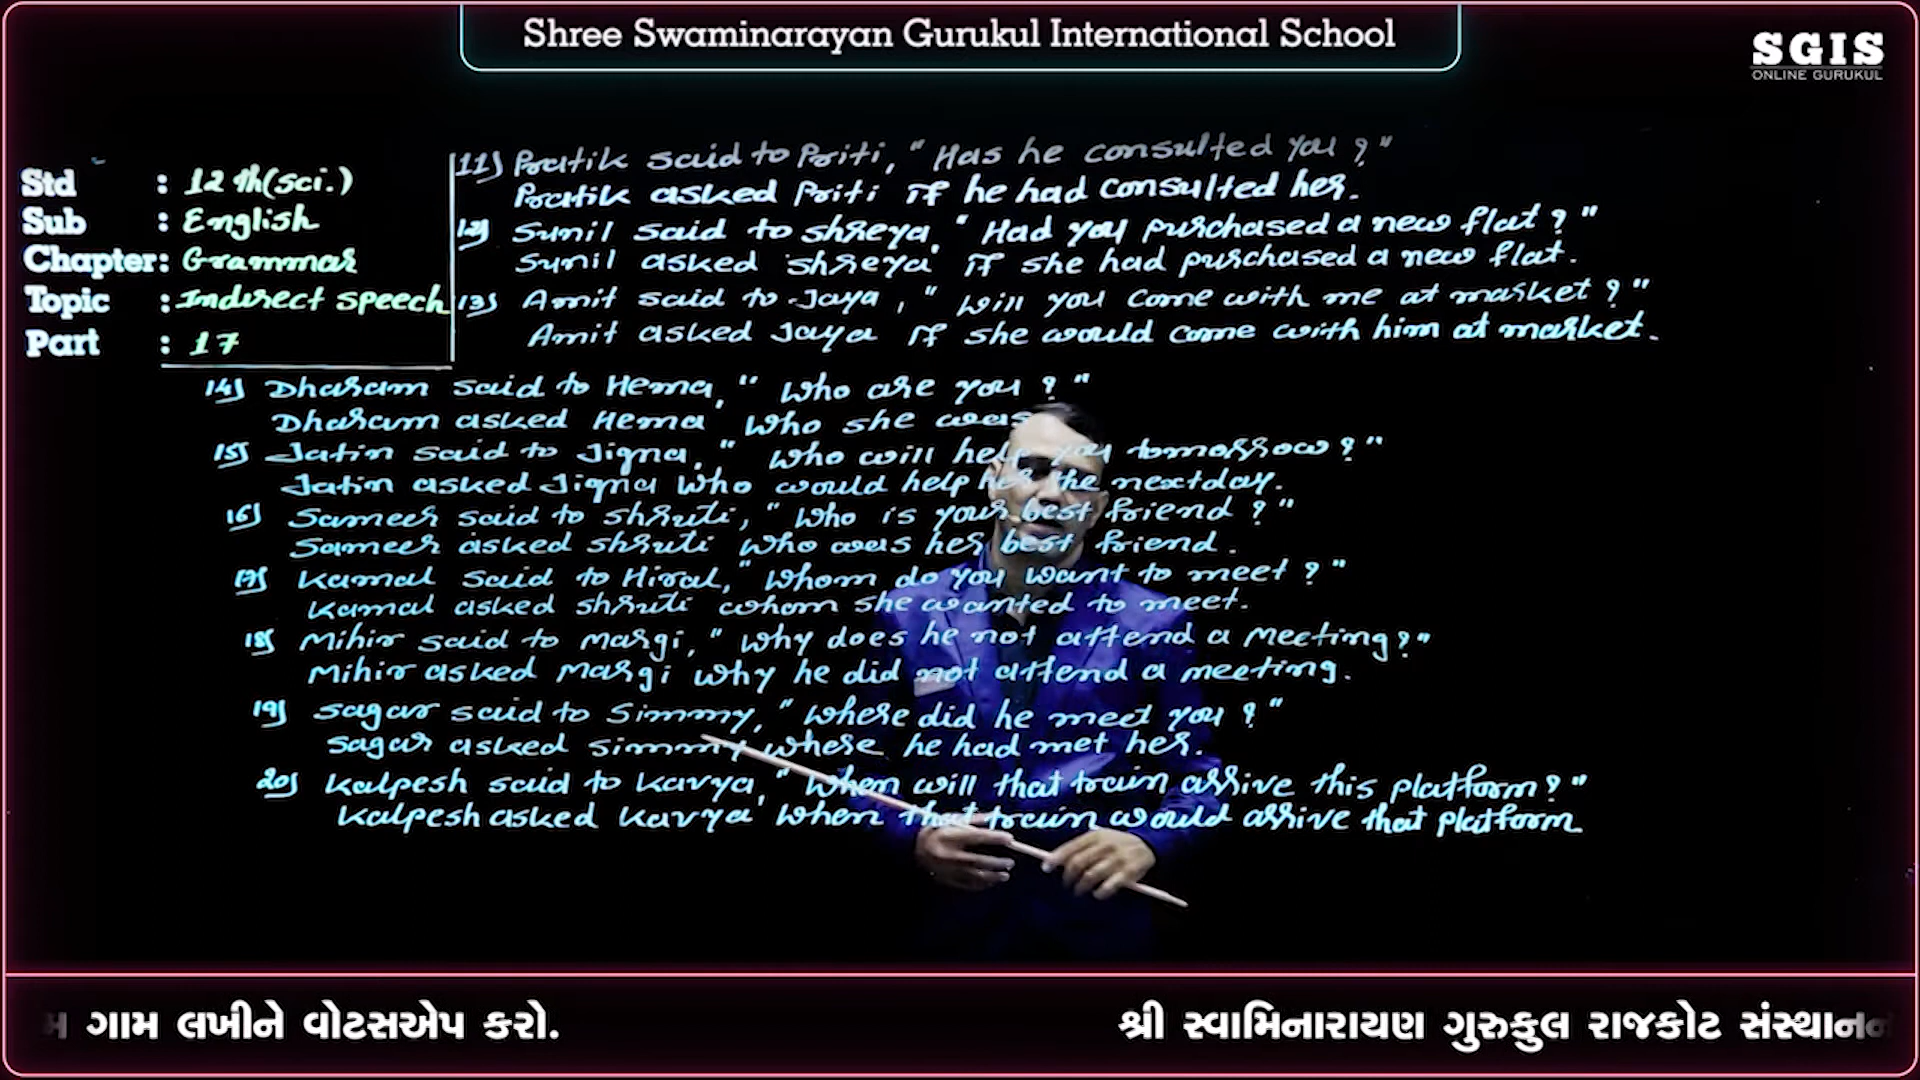 Shree Swaminarayan Gurukul International School
SGIS
ONLINE GURUKUL
Std : 12th(sci.)
Sub : English
Chapter: Grammar
Topic : Indirect speech
Part : 17
11) Pratik said to Priti, "Has he consulted you?"
Pratik asked Priti if he had consulted her.
12) Sunil said to shreya, "Had you purchased a new flat?"
Sunil asked shreya if she had purchased a new flat.
13) Amit said to Jaya, "Will you come with me at market?"
Amit asked Jaya if she would come with him at market.
14) Dharam said to Hema, "Who are you?"
Dharam asked Hema who she was
15) Jatin said to Jigna, "Who will help you tomorrow?"
Jatin asked Jigna who would help her the nextday.
16) Sameer said to shruti, "Who is your best friend?"
Sameer asked shruti who was her best friend.
17) Kamal said to Hiral, "Whom do you want to meet?"
Kamal asked shruti whom she wanted to meet.
18) Mihir said to Margi, "Why does he not attend a meeting?"
Mihir asked Margi why he did not attend a meeting.
19) Sagar said to Simmy, "Where did he meet you?"
Sagar asked simmy where he had met her.
20) Kalpesh said to Kavya, "When will that train arrive this platform?"
Kalpesh asked Kavya when that train would arrive that platform
ગામ લખીને વોટસએપ કરો. શ્રી સ્વામિનારાયણ ગુરુકુલ રાજકોટ